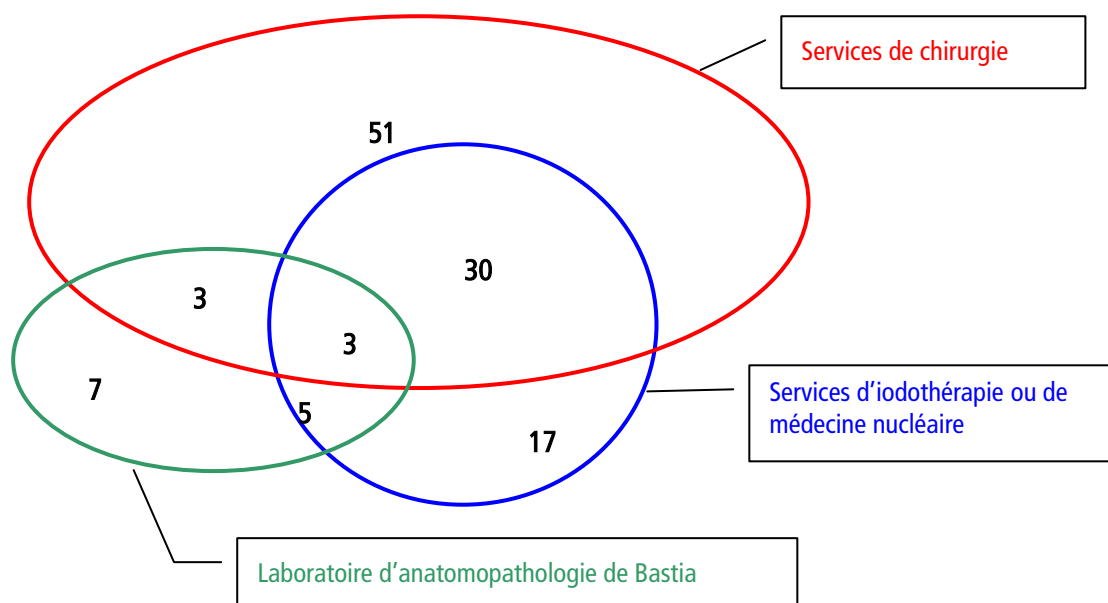 Services de chirurgie
51
30
3
3
7
5
17
Services d’iodothérapie ou de
médecine nucléaire
Laboratoire d’anatomopathologie de Bastia